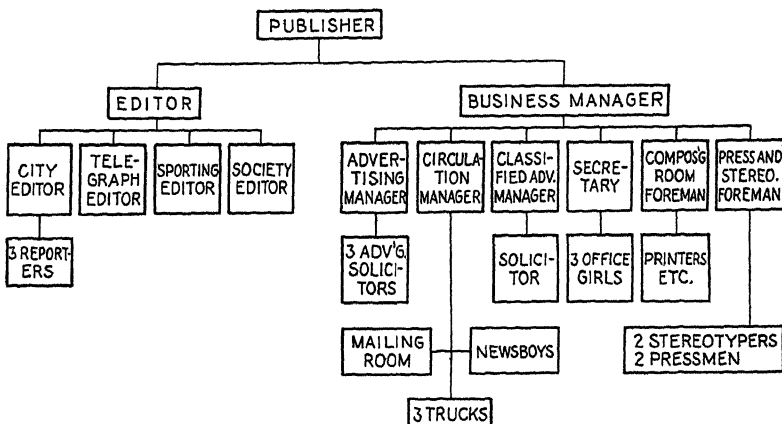 PUBLISHER
EDITOR
BUSINESS MANAGER
CITY
EDITOR
TELE-
GRAPH
EDITOR
SPORTING
EDITOR
SOCIETY
EDITOR
ADVER-
TISING
MANAGER
CIRCULA-
TION
MANAGER
CLASSI-
FIED ADV.
MANAGER
SECRE-
TARY
COMPOS'G
ROOM
FOREMAN
PRESS AND
STEREO.
FOREMAN
3 REPORT-
ERS
3 ADV'G.
SOLICI-
TORS
SOLICI-
TOR
3 OFFICE
GIRLS
PRINTERS
ETC.
MAILING
ROOM
NEWSBOYS
2 STEREOTYPERS
2 PRESSMEN
3 TRUCKS